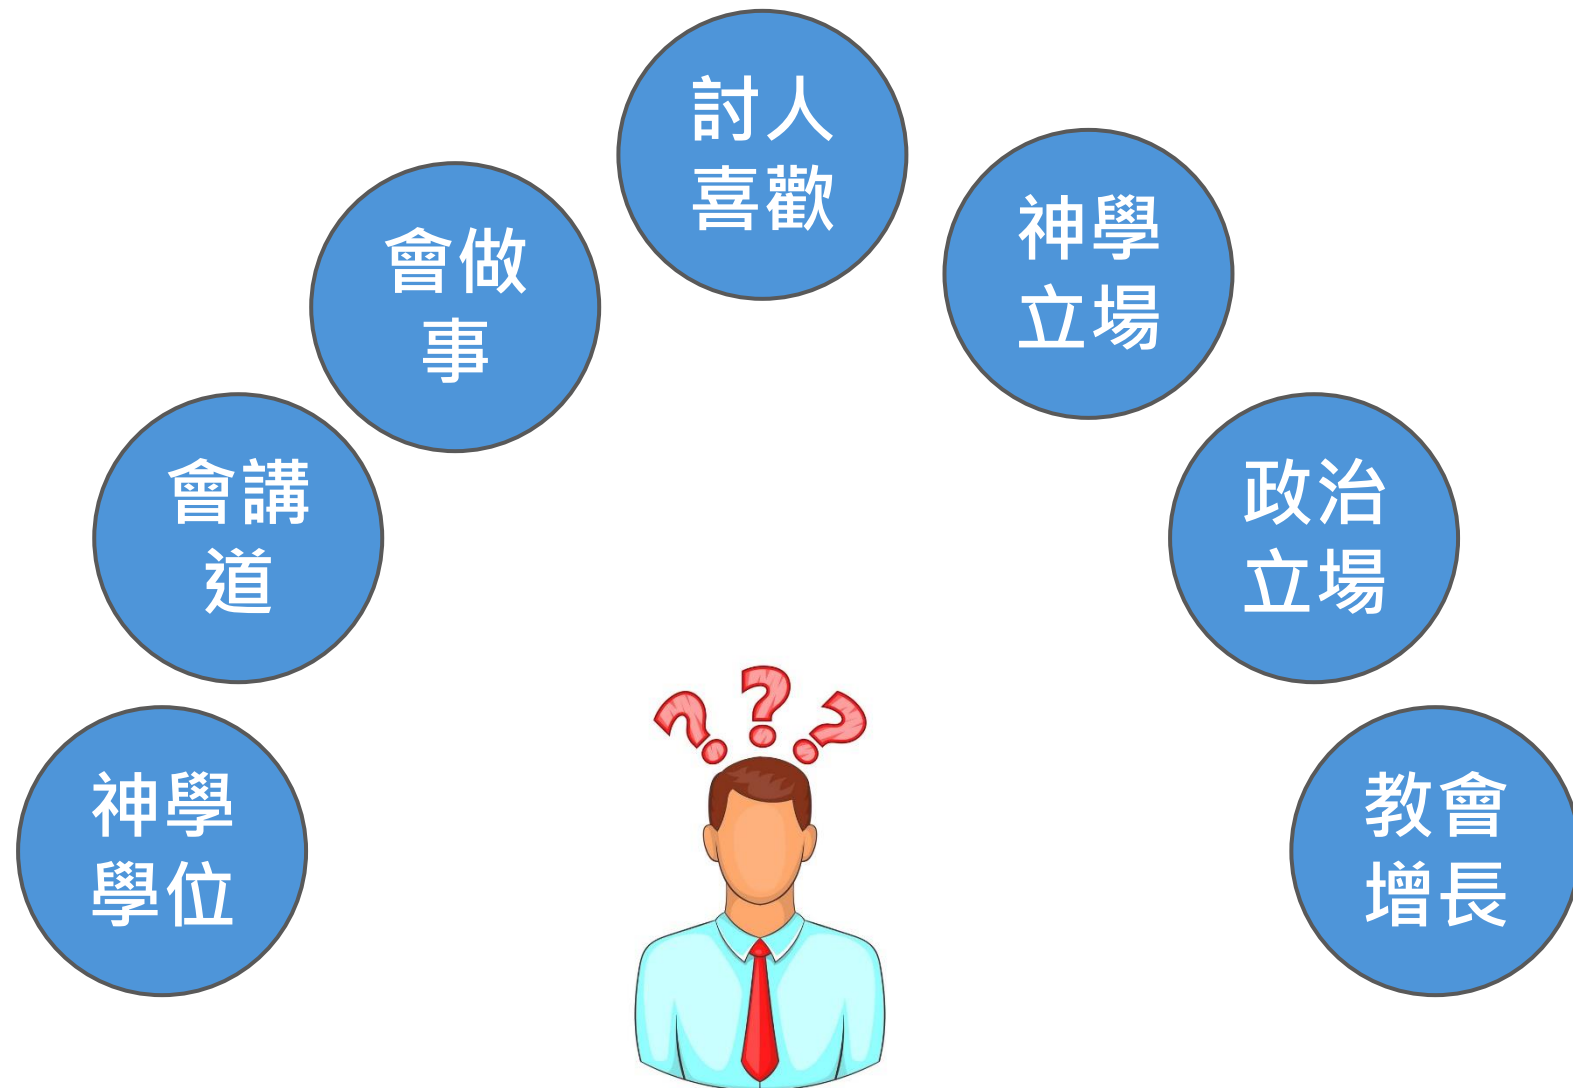 討人
喜歡
會做
事
神學
立場
會講
道
政治
立場
神學
學位
教會
增長
???